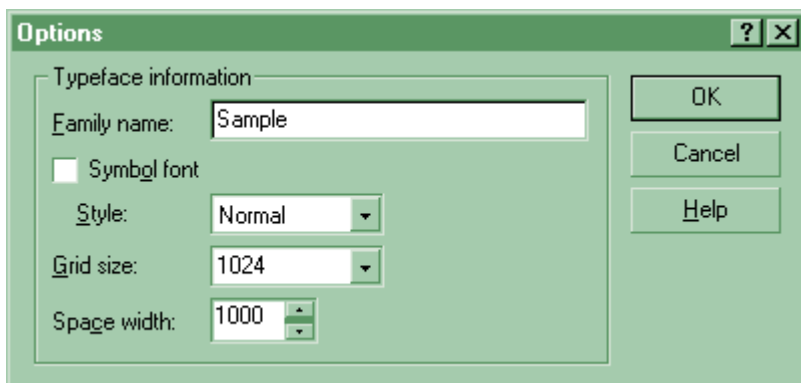 Options
Typeface information
Family name: Sample
OK
Symbol font
Cancel
Style: Normal
Help
Grid size: 1024
Space width: 1000